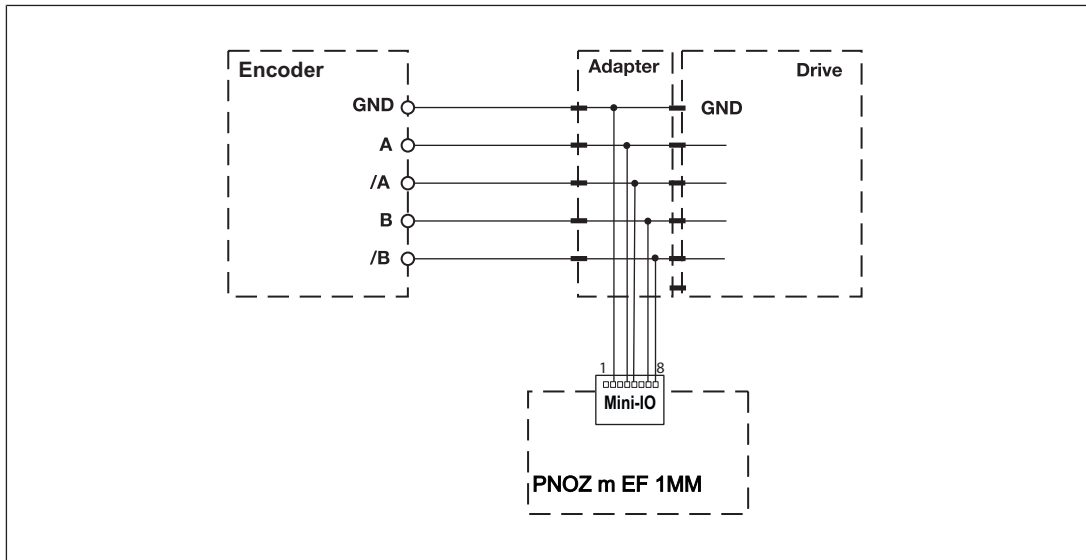 Encoder
Adapter
Drive
GND
GND
A
/A
B
/B
1
8
Mini-IO
PNOZ m EF 1MM